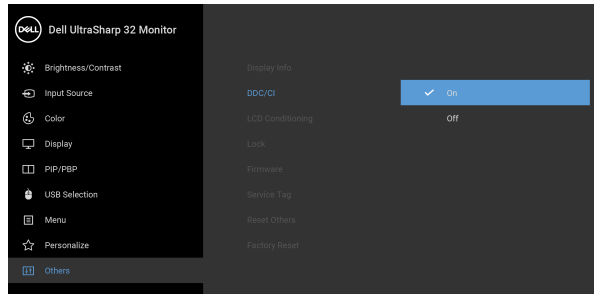 DELL Dell UltraSharp 32 Monitor
Brightness/Contrast
Input Source
Color
Display
PIP/PBP
USB Selection
Menu
Personalize
Others
Display Info
DDC/CI
LCD Conditioning
Lock
Firmware
Service Tag
Reset Others
Factory Reset
On
Off